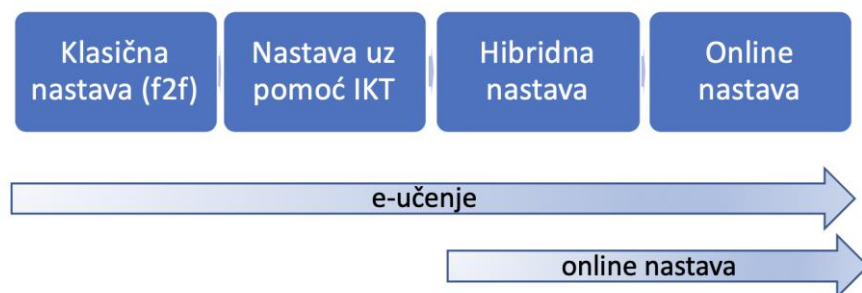 Klasična
nastava (f2f)
Nastava uz
pomoć IKT
Hibridna
nastava
Online
nastava
e-učenje
online nastava